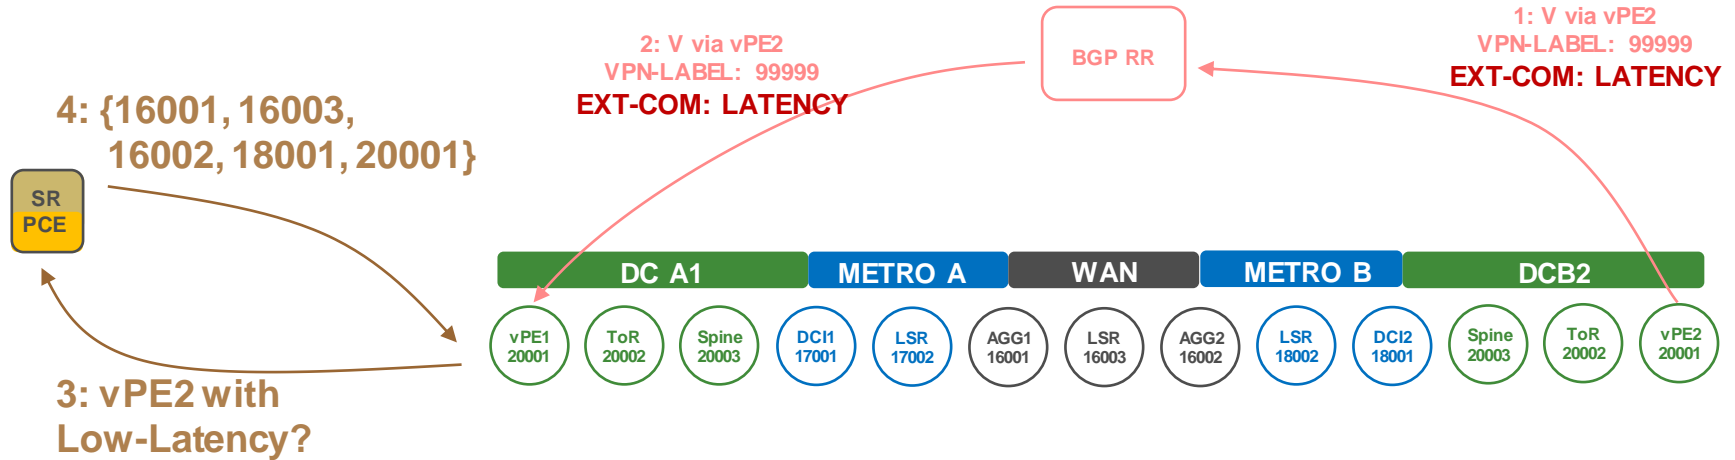 1: V via vPE2
VPN-LABEL: 99999
EXT-COM: LATENCY
BGP RR
2: V via vPE2
VPN-LABEL: 99999
EXT-COM: LATENCY
4: {16001, 16003,
16002, 18001, 20001}
SR
PCE
3: vPE2 with
Low-Latency?
DC A1
METRO A
WAN
METRO B
DCB2
vPE1
20001
ToR
20002
Spine
20003
DCI1
17001
LSR
17002
AGG1
16001
LSR
16003
AGG2
16002
LSR
18002
DCI2
18001
Spine
20003
ToR
20002
vPE2
20001